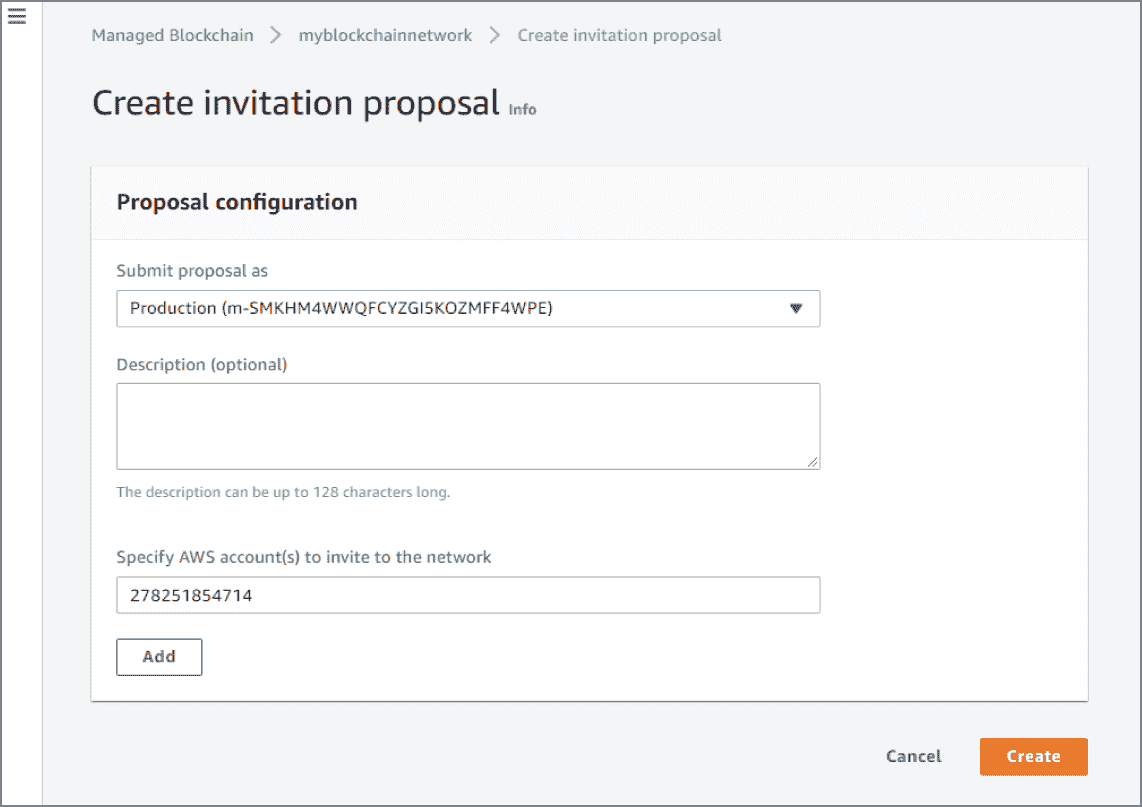 Managed Blockchain > myblockchainnetwork > Create invitation proposal
Create invitation proposal Info
Proposal configuration
Submit proposal as
Production (m-SMKHM4WWQFCYZGI5KOZMFF4WPE)
Description (optional)
The description can be up to 128 characters long.
Specify AWS account(s) to invite to the network
278251854714
Add
Cancel
Create